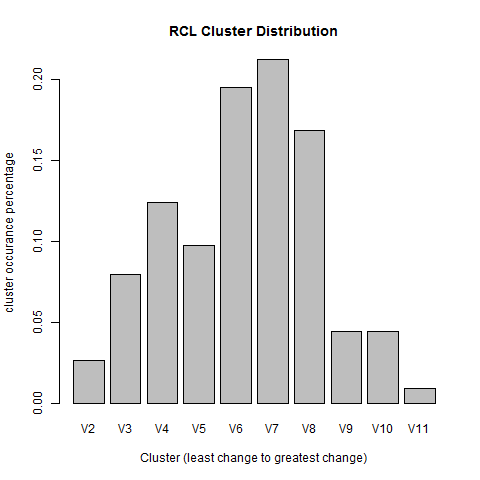 RCL Cluster Distribution
cluster occurance percentage
0.20
0.15
0.10
0.05
0.00
V2 V3 V4 V5 V6 V7 V8 V9 V10 V11
Cluster (least change to greatest change)